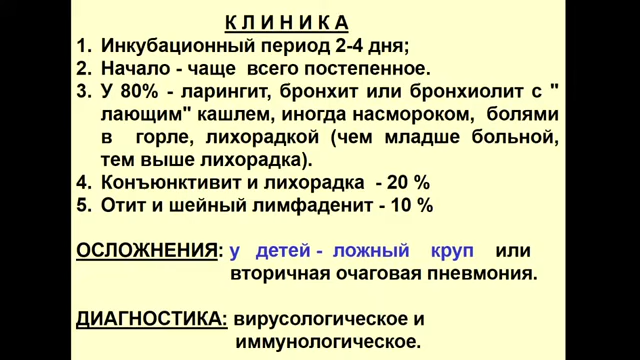 К Л И Н И К А
1. Инкубационный период 2-4 дня;
2. Начало - чаще всего постепенное.
3. У 80% - ларингит, бронхит или бронхиолит с "
лающим" кашлем, иногда насмороком, болями
в горле, лихорадкой (чем младше больной,
тем выше лихорадка).
4. Конъюнктивит и лихорадка - 20 %
5. Отит и шейный лимфаденит - 10 %
ОСЛОЖНЕНИЯ: у детей - ложный круп или
вторичная очаговая пневмония.
ДИАГНОСТИКА: вирусологическое и
иммунологическое.